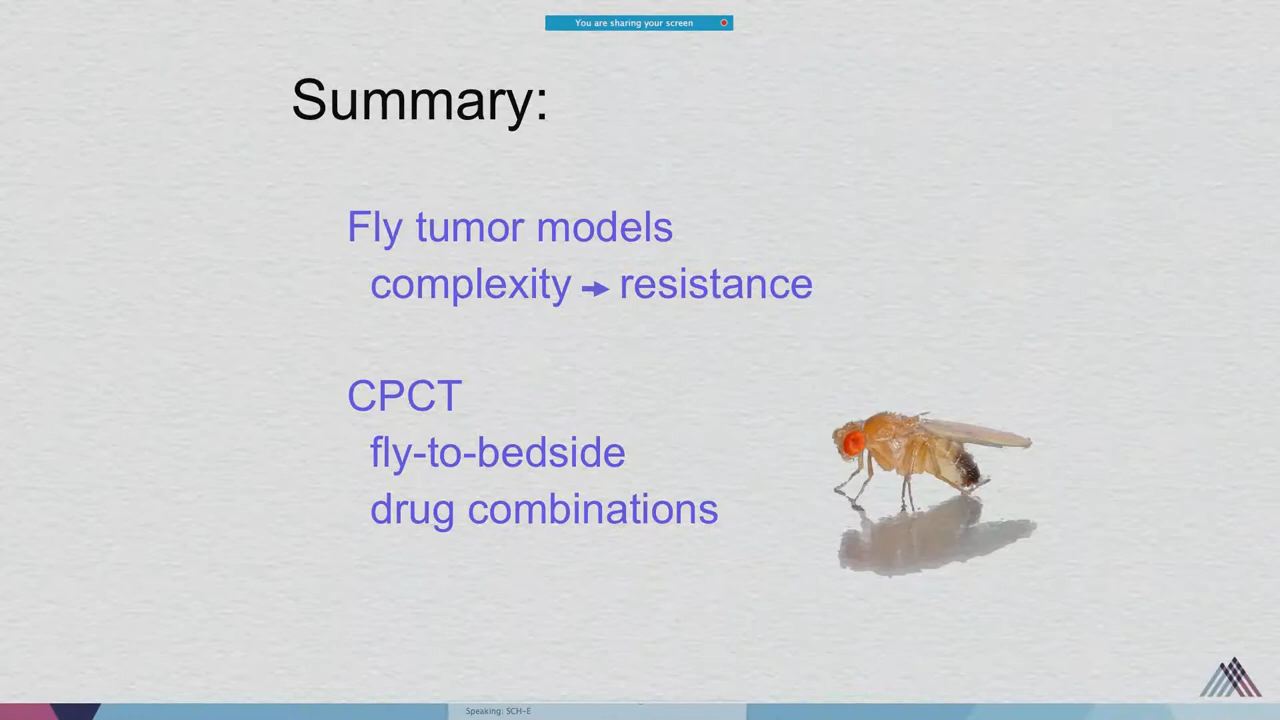 You are sharing your screen
Summary:
Fly tumor models
complexity → resistance
CPCT
fly-to-bedside
drug combinations
Speaking: SCH-E